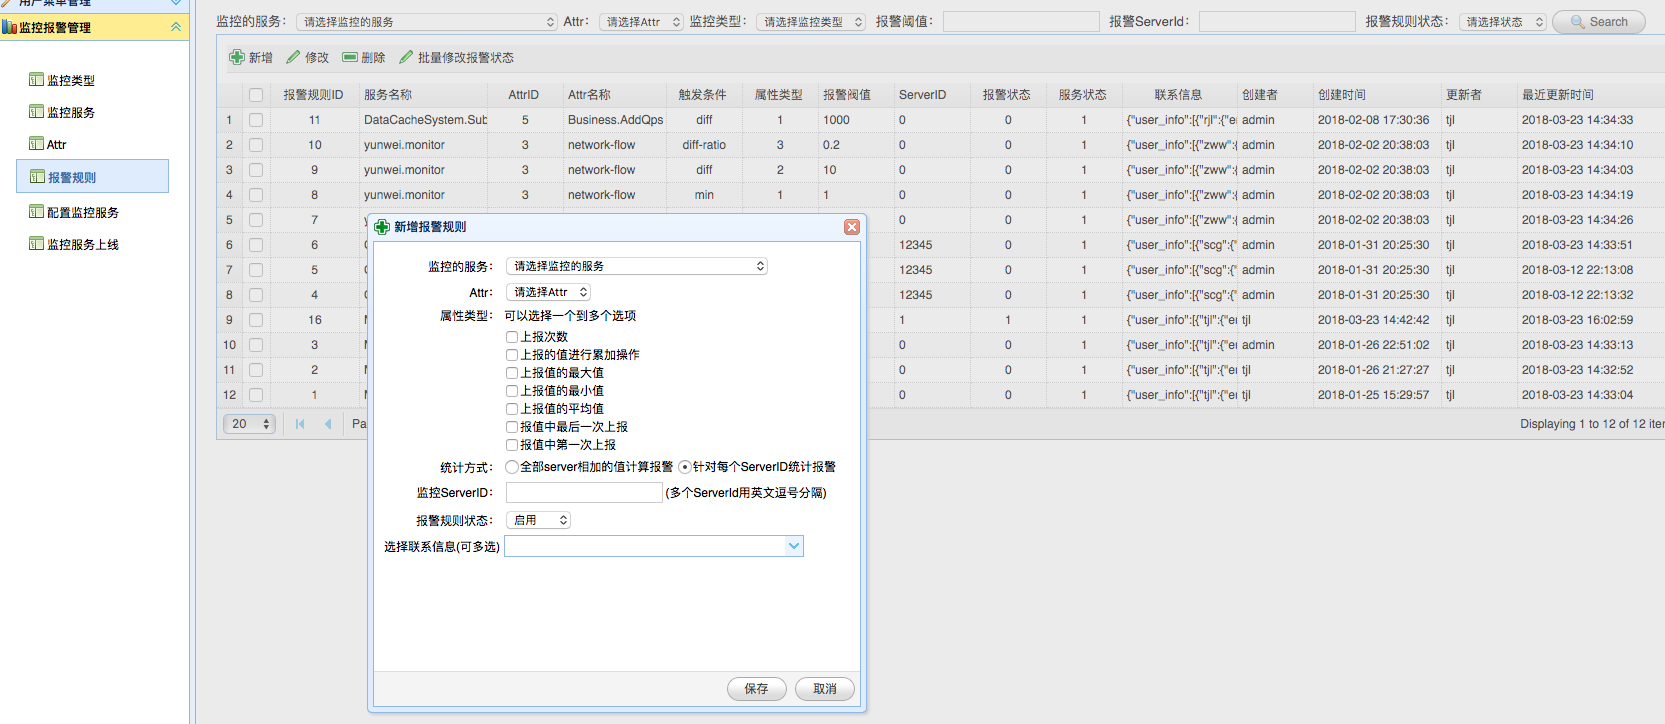 用户菜单管理
监控报警管理
监控类型
监控服务
Attr
报警规则
配置监控服务
监控服务上线
监控的服务： 请选择监控的服务 Attr： 请选择Attr 监控类型： 请选择监控类型 报警阈值： 报警ServerId： 报警规则状态： 请选择状态 Search
新增 修改 删除 批量修改报警状态
报警规则ID 服务名称 AttrID Attr名称 触发条件 属性类型 报警阈值 ServerID 报警状态 服务状态 联系信息 创建者 创建时间 更新者 最近更新时间
1 11 DataCacheSystem.Sub 5 Business.AddQps diff 1 1000 0 0 1 {"user_info":[{"rjl":{"e admin 2018-02-08 17:30:36 tjl 2018-03-23 14:34:33
2 10 yunwei.monitor 3 network-flow diff-ratio 3 0.2 0 0 1 {"user_info":[{"zww":{ admin 2018-02-02 20:38:03 tjl 2018-03-23 14:34:10
3 9 yunwei.monitor 3 network-flow diff 2 10 0 0 1 {"user_info":[{"zww":{ admin 2018-02-02 20:38:03 tjl 2018-03-23 14:34:03
4 8 yunwei.monitor 3 network-flow min 1 1 0 0 1 {"user_info":[{"zww":{ admin 2018-02-02 20:38:03 tjl 2018-03-23 14:34:19
5 7 0 0 1 {"user_info":[{"zww":{ admin 2018-02-02 20:38:03 tjl 2018-03-23 14:34:26
6 6 12345 0 1 {"user_info":[{"scg":{" admin 2018-01-31 20:25:30 tjl 2018-03-23 14:33:51
7 5 12345 0 1 {"user_info":[{"scg":{" admin 2018-01-31 20:25:30 tjl 2018-03-12 22:13:08
8 4 12345 0 1 {"user_info":[{"scg":{" admin 2018-01-31 20:25:30 tjl 2018-03-12 22:13:32
9 16 1 1 1 {"user_info":[{"tjl":{"e tjl 2018-03-23 14:42:42 tjl 2018-03-23 16:02:59
10 3 0 0 1 {"user_info":[{"tjl":{"e admin 2018-01-26 22:51:02 tjl 2018-03-23 14:33:13
11 2 0 0 1 {"user_info":[{"tjl":{"e tjl 2018-01-26 21:27:27 tjl 2018-03-23 14:32:52
12 1 0 0 1 {"user_info":[{"tjl":{"e tjl 2018-01-25 15:29:57 tjl 2018-03-23 14:33:04
20 Pa Displaying 1 to 12 of 12 iter
新增报警规则
监控的服务： 请选择监控的服务
Attr： 请选择Attr
属性类型： 可以选择一个到多个选项
上报次数
上报的值进行累加操作
上报值的最大值
上报值的最小值
上报值的平均值
报值中最后一次上报
报值中第一次上报
统计方式： 全部server相加的值计算报警 针对每个ServerID统计报警
监控ServerID： (多个ServerId用英文逗号分隔)
报警规则状态： 启用
选择联系信息(可多选)
保存 取消